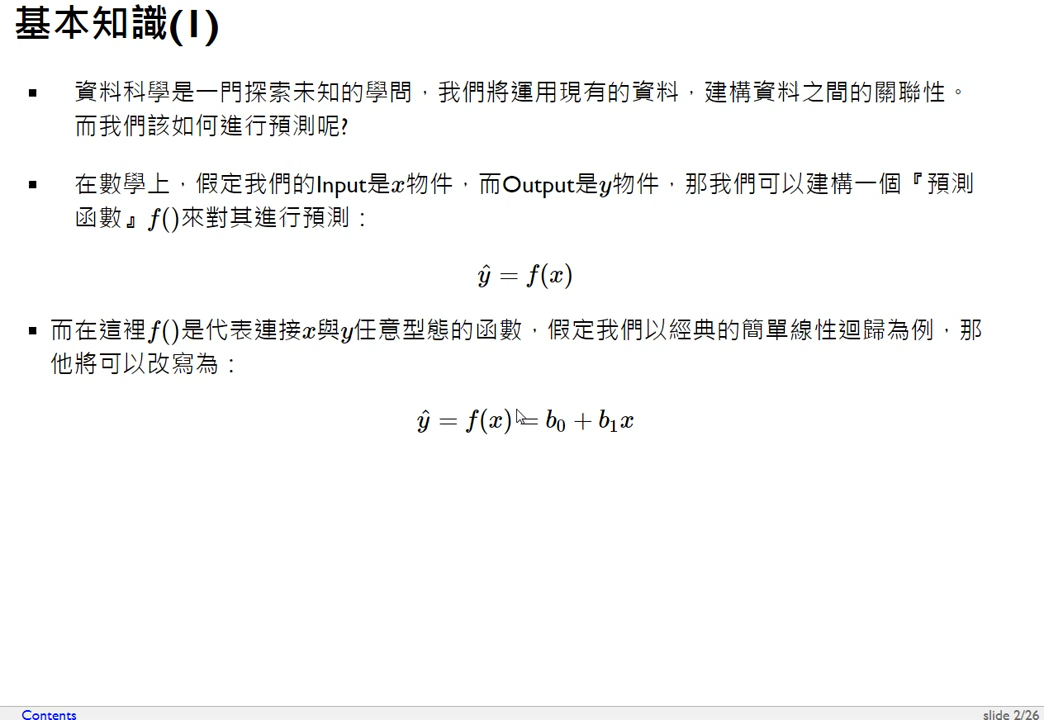 基本知識(1)
▪ 資料科學是一門探索未知的學問，我們將運用現有的資料，建構資料之間的關聯性。
而我們該如何進行預測呢?
▪ 在數學上，假定我們的Input是x物件，而Output是y物件，那我們可以建構一個『預測
函數』f()來對其進行預測：
ŷ = f(x)
▪ 而在這裡f()是代表連接x與y任意型態的函數，假定我們以經典的簡單線性迴歸為例，那
他將可以改寫為：
ŷ = f(x) = b₀ + b₁x
Contents
slide 2/26